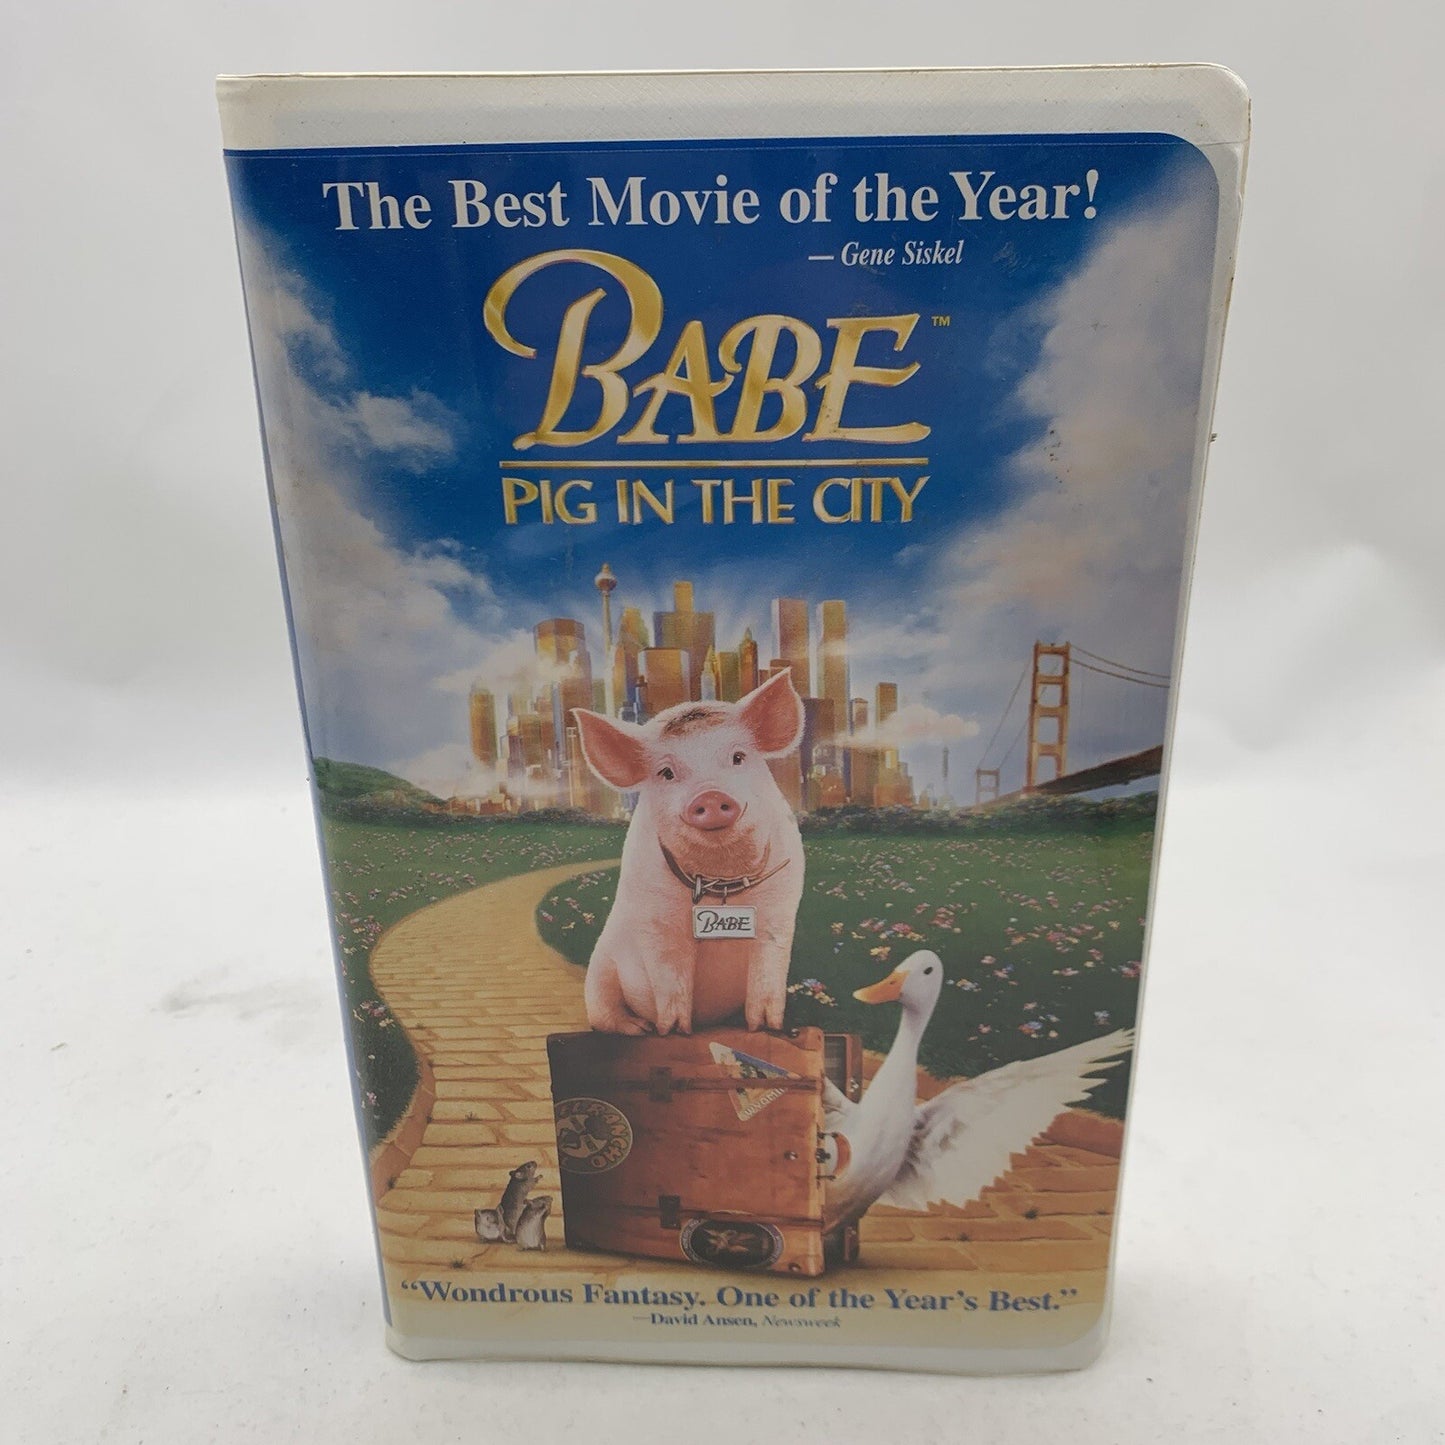 The Best Movie of the Year!
— Gene Siskel
BABE™
PIG IN THE CITY
BABE
"Wondrous Fantasy. One of the Year's Best."
—David Ansen, Newsweek